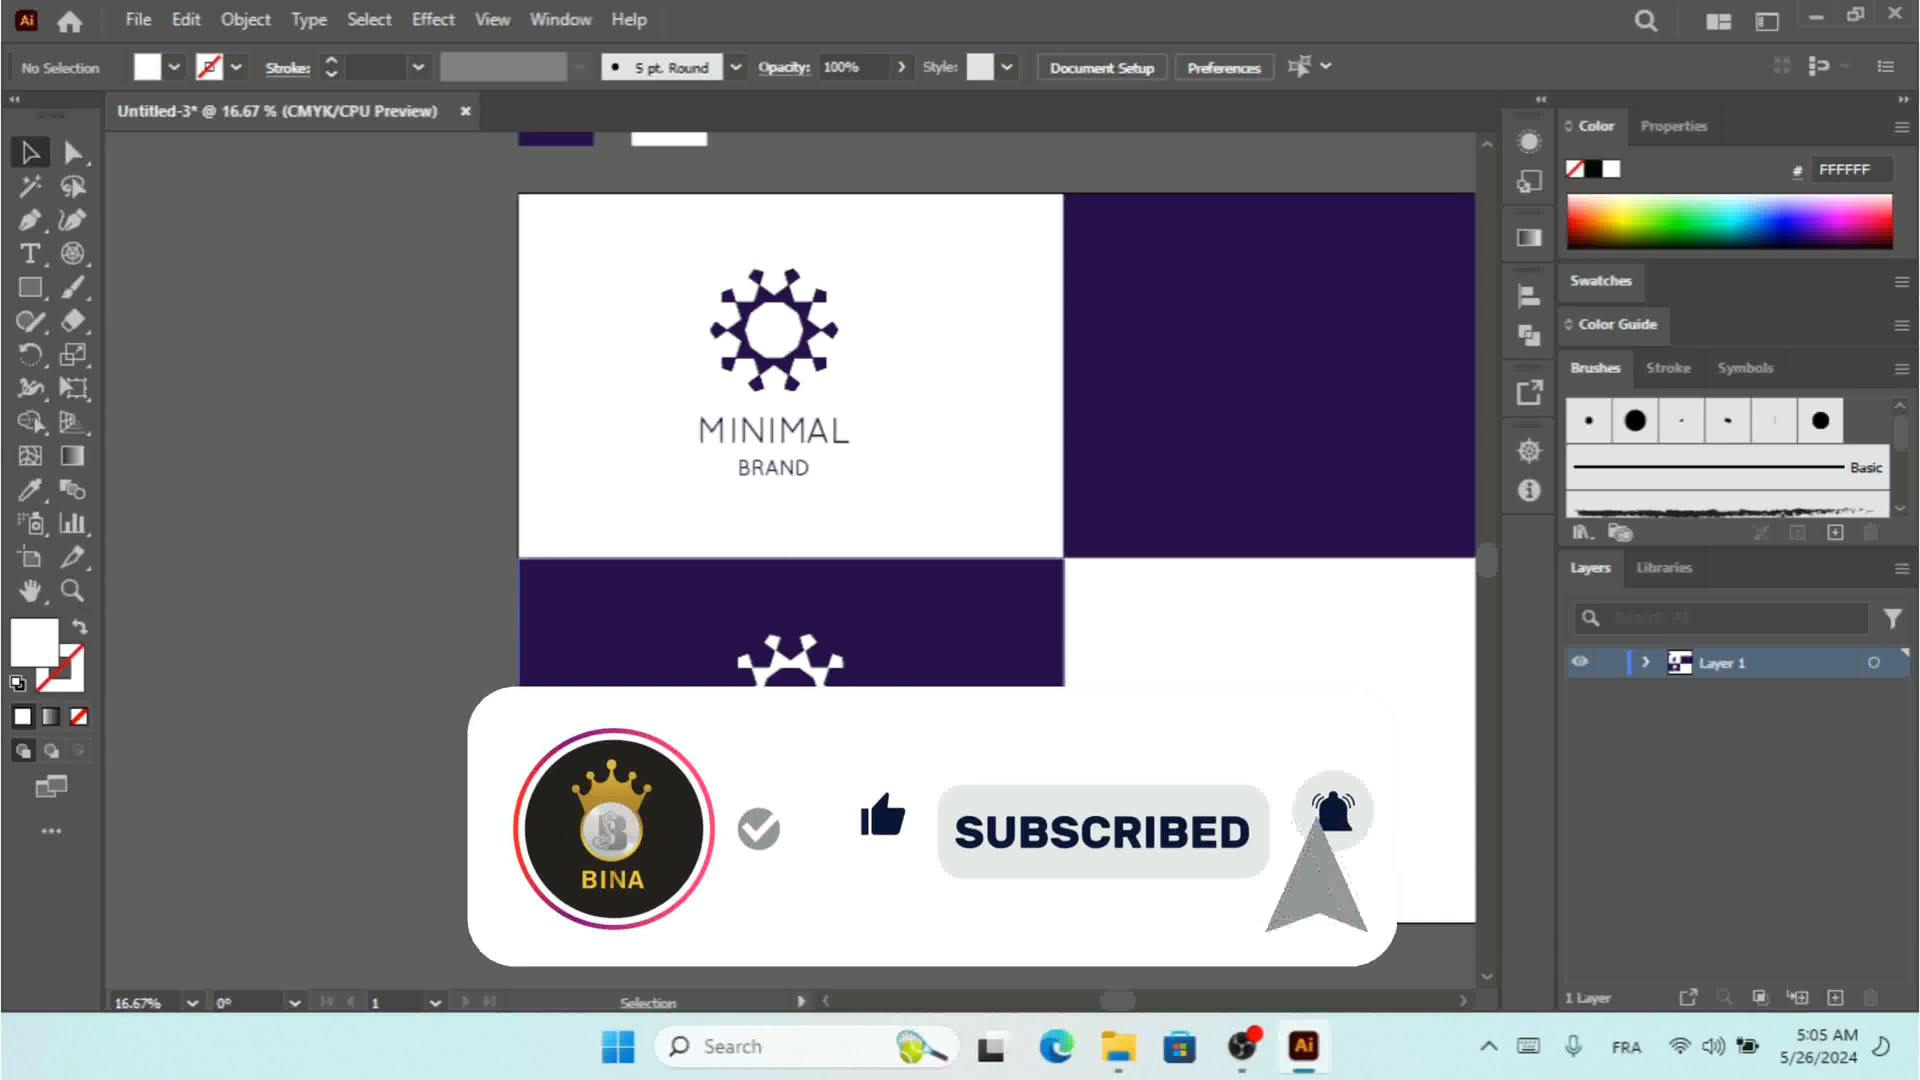 Ai File Edit Object Type Select Effect View Window Help
No Selection Stroke: 5 pt. Round Opacity: 100% Style: Document Setup Preferences
Untitled-3* @ 16.67 % (CMYK/CPU Preview) ×
Color Properties
# FFFFFF
Swatches
Color Guide
Brushes Stroke Symbols
Basic
Layers Libraries
Layer 1
MINIMAL
BRAND
BINA
SUBSCRIBED
16.67% 0° 1 Selection
1 Layer
Search
Ai
FRA
5:05 AM
5/26/2024